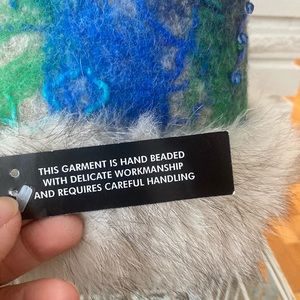 THIS GARMENT IS HAND BEADED
WITH DELICATE WORKMANSHIP
AND REQUIRES CAREFUL HANDLING